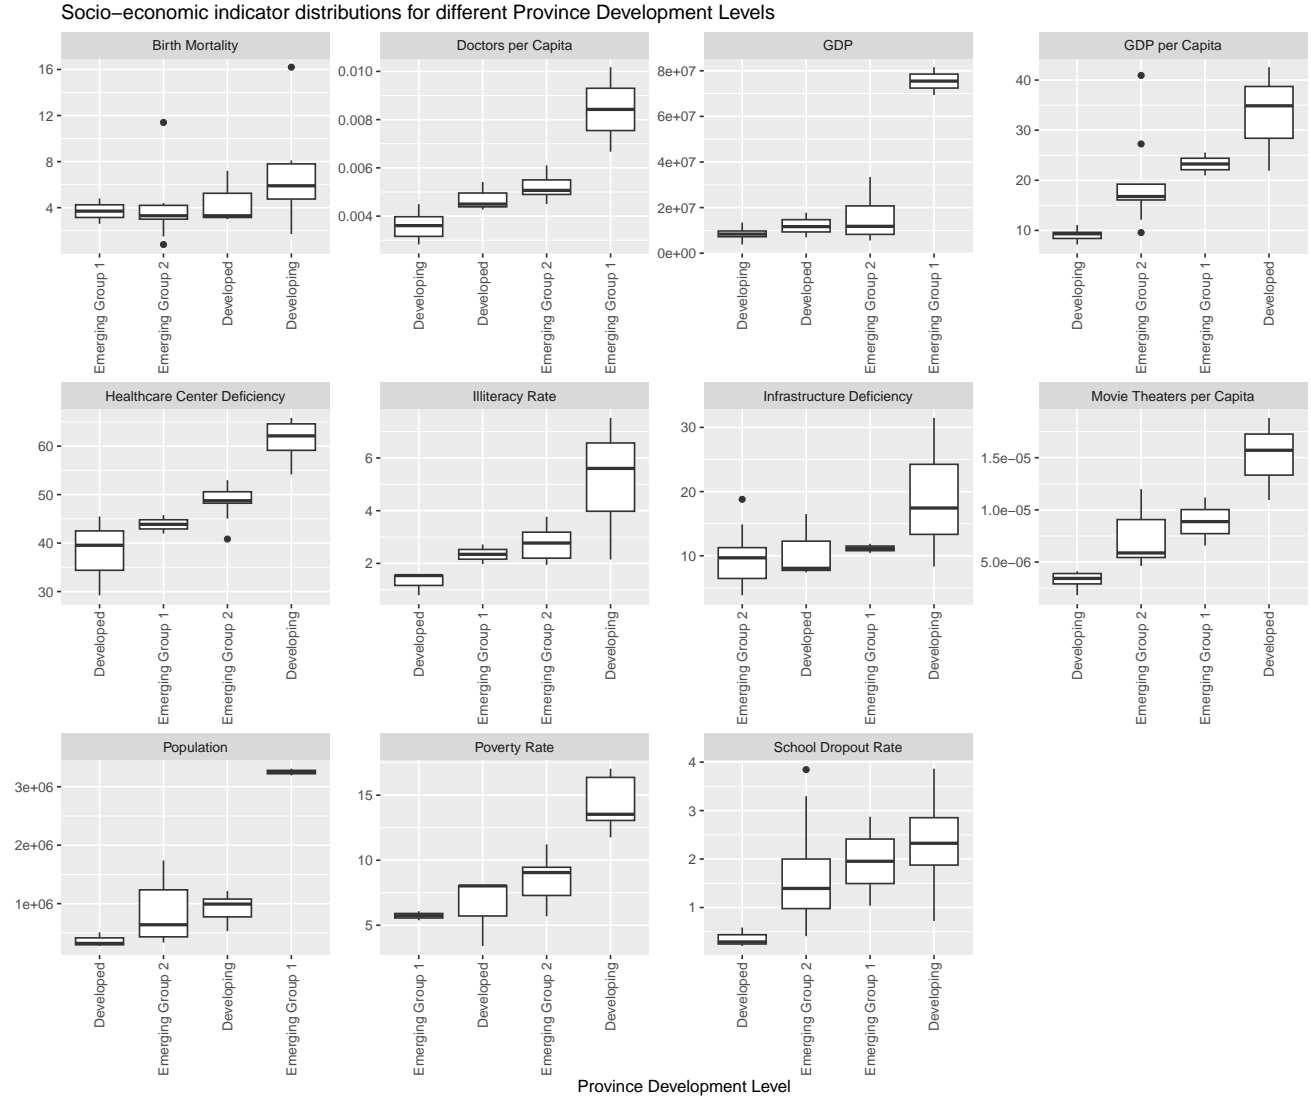 Socio−economic indicator distributions for different Province Development Levels
Birth Mortality
16
12
8
4
Emerging Group 1
Emerging Group 2
Developed
Developing
Doctors per Capita
0.010
0.008
0.006
0.004
Developing
Developed
Emerging Group 2
Emerging Group 1
GDP
8e+07
6e+07
4e+07
2e+07
0e+00
Developing
Developed
Emerging Group 2
Emerging Group 1
GDP per Capita
40
30
20
10
Developing
Emerging Group 2
Emerging Group 1
Developed
Healthcare Center Deficiency
60
50
40
30
Developed
Emerging Group 1
Emerging Group 2
Developing
Illiteracy Rate
6
4
2
Developed
Emerging Group 1
Emerging Group 2
Developing
Infrastructure Deficiency
30
20
10
Emerging Group 2
Developed
Emerging Group 1
Developing
Movie Theaters per Capita
1.5e−05
1.0e−05
5.0e−06
Developing
Emerging Group 2
Emerging Group 1
Developed
Population
3e+06
2e+06
1e+06
Developed
Emerging Group 2
Developing
Emerging Group 1
Poverty Rate
15
10
5
Emerging Group 1
Developed
Emerging Group 2
Developing
School Dropout Rate
4
3
2
1
Developed
Emerging Group 2
Emerging Group 1
Developing
Province Development Level